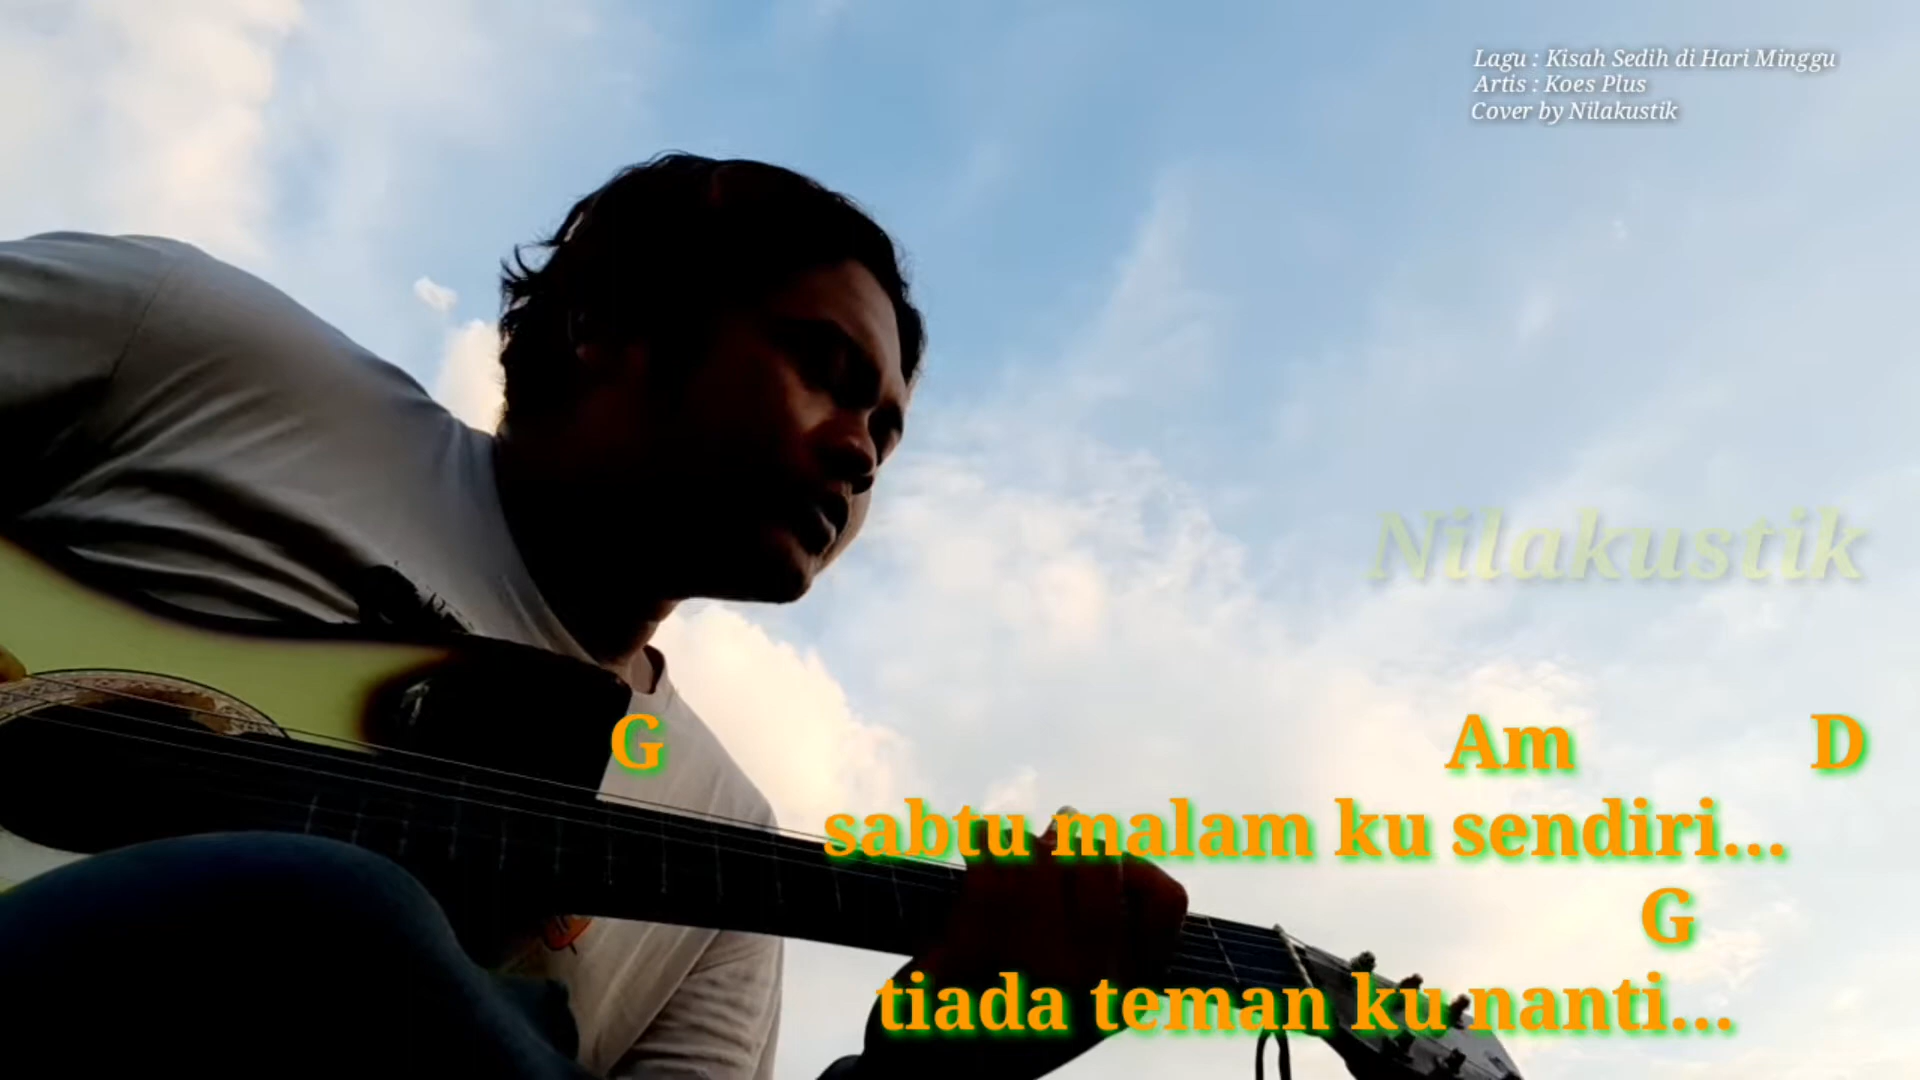 Lagu : Kisah Sedih di Hari Minggu
Artis : Koes Plus
Cover by Nilakustik
Nilakustik
G Am D
sabtu malam ku sendiri...
G
tiada teman ku nanti...